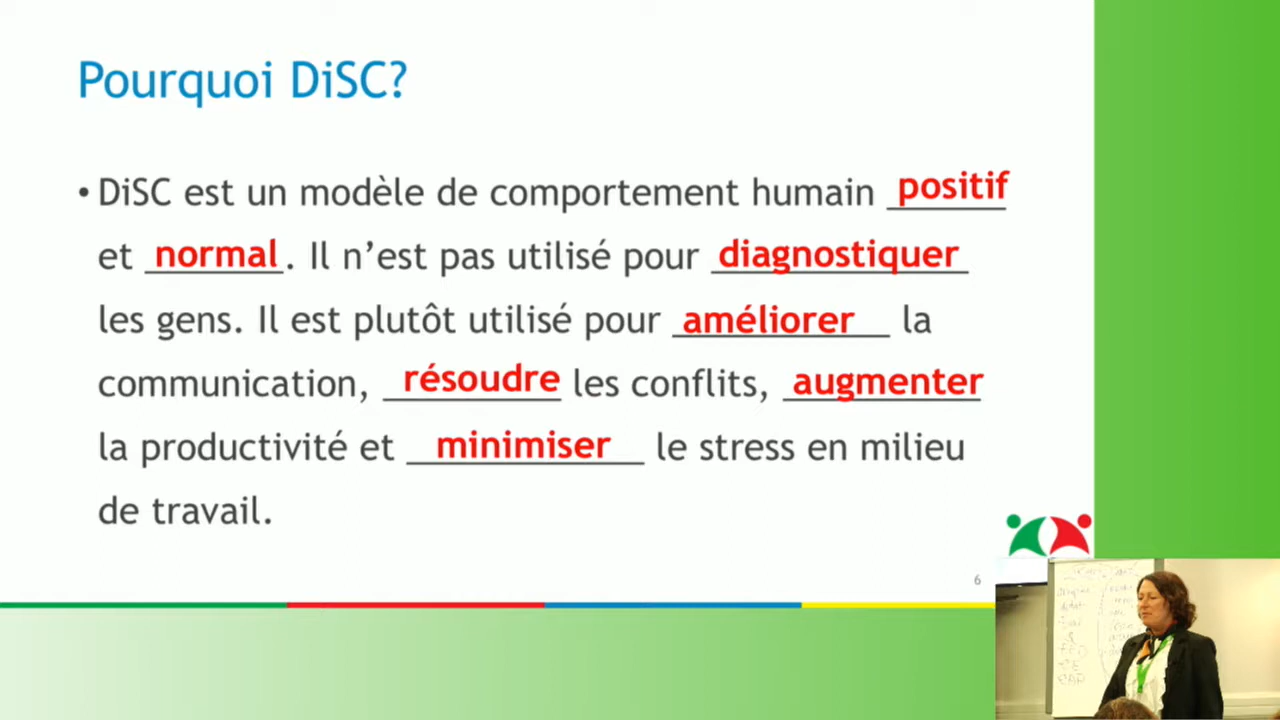 Pourquoi DiSC?
• DiSC est un modèle de comportement humain positif
et normal. Il n’est pas utilisé pour diagnostiquer
les gens. Il est plutôt utilisé pour améliorer la
communication, résoudre les conflits, augmenter
la productivité et minimiser le stress en milieu
de travail.
6